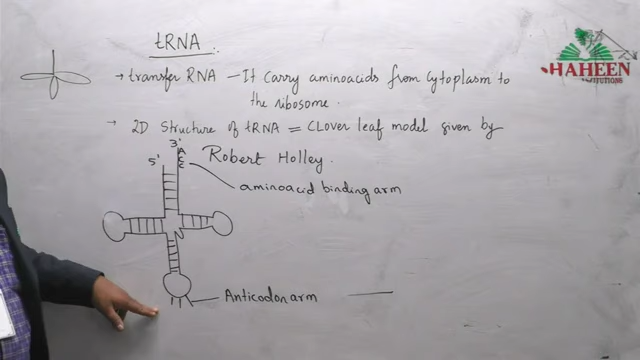 tRNA
→ transfer RNA - It carry aminoacids from cytoplasm to
the ribosome.
→ 2D Structure of tRNA = Clover leaf model given by
Robert Holley.
3'
5'
A
C
C
aminoacid binding arm
Anticodon arm
SHAHEEN